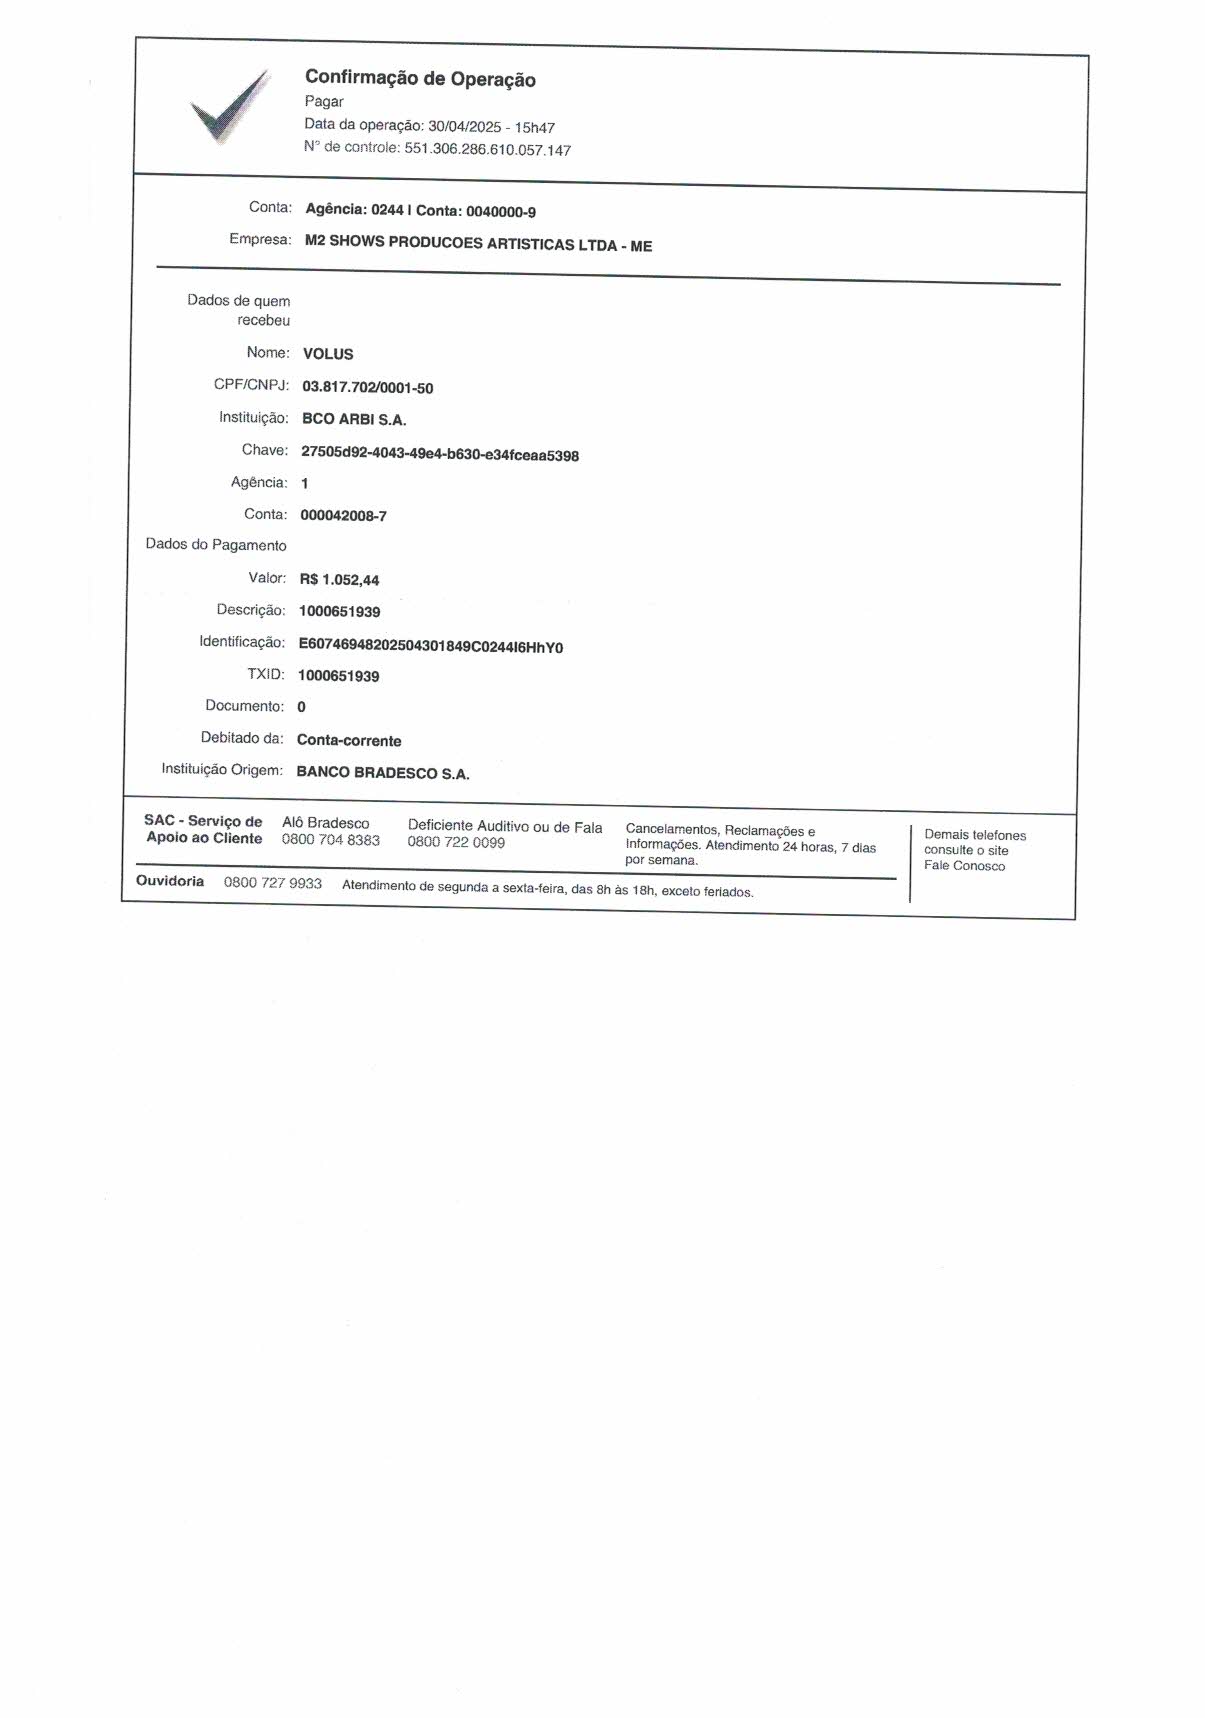 Confirmação de Operação
Pagar
Data da operação: 30/04/2025 - 15h47
N° de controle: 551.306.286.610.057.147
Conta: Agência: 0244 I Conta: 0040000-9
Empresa: M2 SHOWS PRODUCOES ARTISTICAS LTDA - ME
Dados de quem
recebeu
Nome: VOLUS
CPF/CNPJ: 03.817.702/0001-50
Instituição: BCO ARBI S.A.
Chave: 27505d92-4043-49e4-b630-e34fceaa5398
Agência: 1
Conta: 000042008-7
Dados do Pagamento
Valor: R$ 1.052,44
Descrição: 1000651939
Identificação: E60746948202504301849C0244I6HhY0
TXID: 1000651939
Documento: 0
Debitado da: Conta-corrente
Instituição Origem: BANCO BRADESCO S.A.
SAC - Serviço de
Apoio ao Cliente
Alô Bradesco
0800 704 8383
Deficiente Auditivo ou de Fala
0800 722 0099
Cancelamentos, Reclamações e
Informações. Atendimento 24 horas, 7 dias
por semana.
Demais telefones
consulte o site
Fale Conosco
Ouvidoria 0800 727 9933 Atendimento de segunda a sexta-feira, das 8h às 18h, exceto feriados.